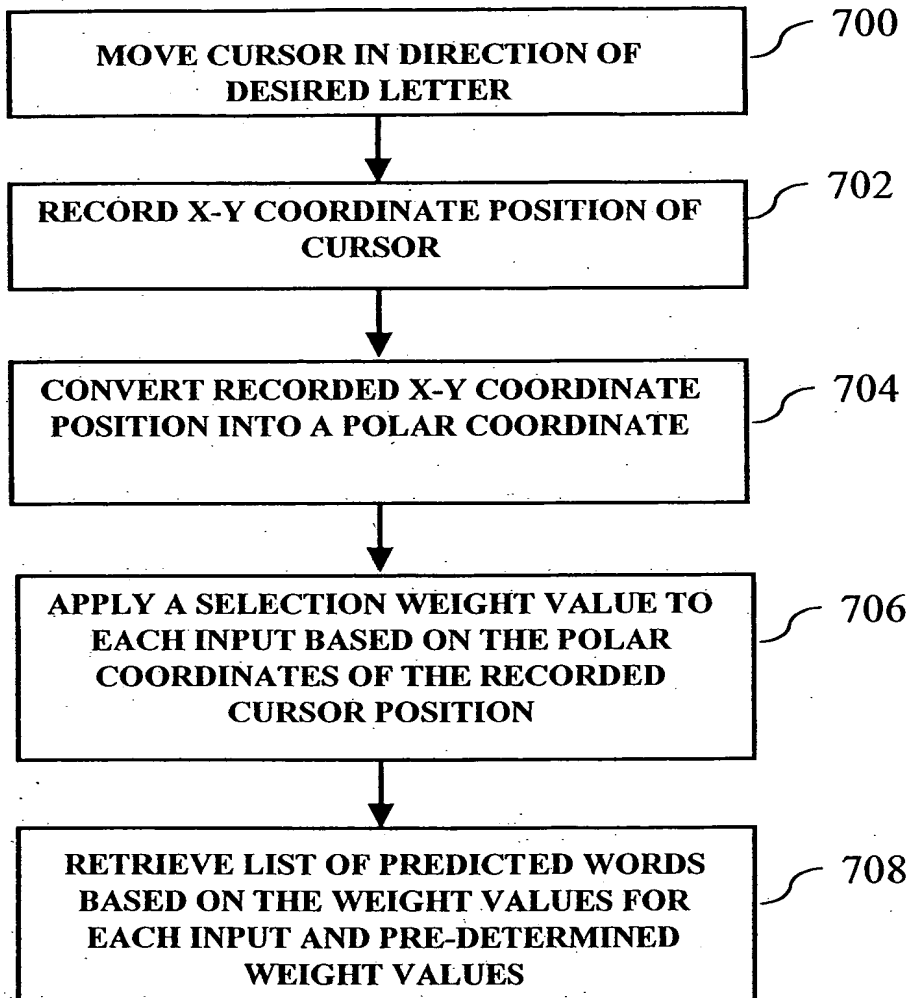 700
MOVE CURSOR IN DIRECTION OF
DESIRED LETTER
702
RECORD X-Y COORDINATE POSITION OF
CURSOR
704
CONVERT RECORDED X-Y COORDINATE
POSITION INTO A POLAR COORDINATE
706
APPLY A SELECTION WEIGHT VALUE TO
EACH INPUT BASED ON THE POLAR
COORDINATES OF THE RECORDED
CURSOR POSITION
708
RETRIEVE LIST OF PREDICTED WORDS
BASED ON THE WEIGHT VALUES FOR
EACH INPUT AND PRE-DETERMINED
WEIGHT VALUES